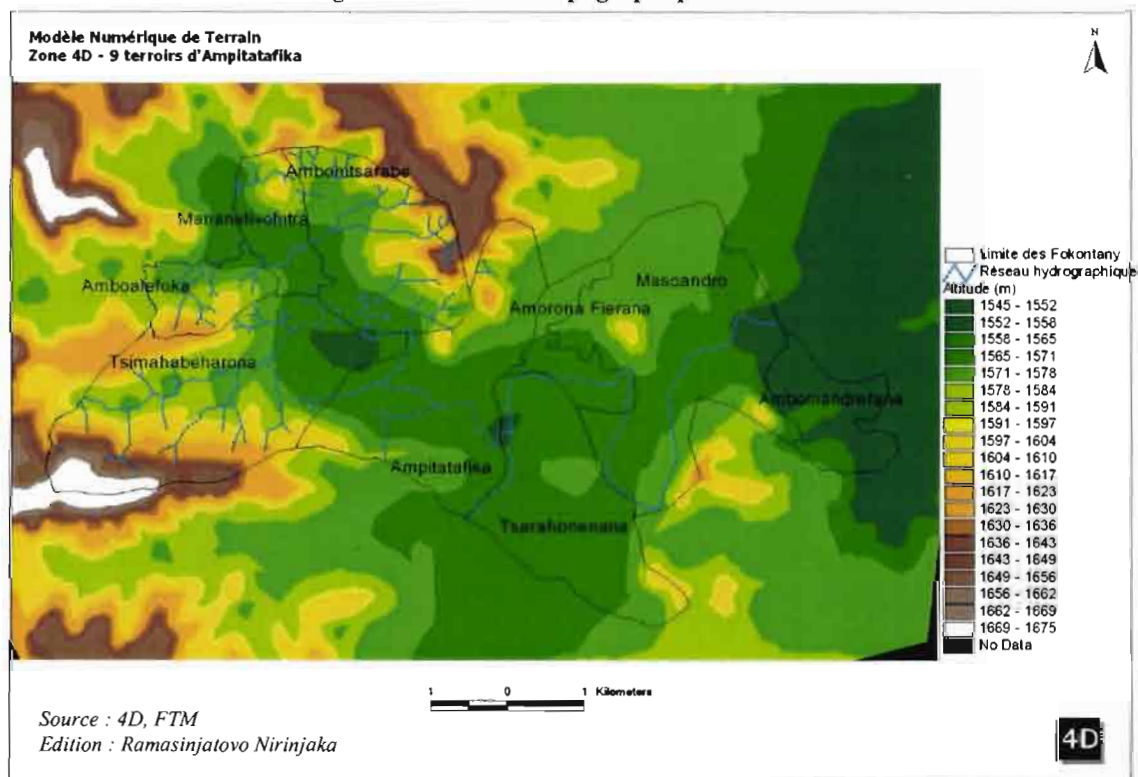 Modèle Numérique de Terrain
Zone 4D - 9 terroirs d'Ampitatafika
N
Ambohitsarabe
Amboalefoka
Tsimahabeharona
Amorona Fierana
Masoandro
Ambomandrefana
Ampitatafika
Tsarahonenana
Limite des Fokontany
Réseau hydrographique
Altitude (m)
1545 - 1552
1552 - 1558
1558 - 1565
1565 - 1571
1571 - 1578
1578 - 1584
1584 - 1591
1591 - 1597
1597 - 1604
1604 - 1610
1610 - 1617
1617 - 1623
1623 - 1630
1630 - 1636
1636 - 1643
1643 - 1649
1649 - 1656
1656 - 1662
1662 - 1669
1669 - 1675
No Data
1 0 1 Kilometers
Source : 4D, FTM
Edition : Ramasinjatovo Nirinjaka
4D